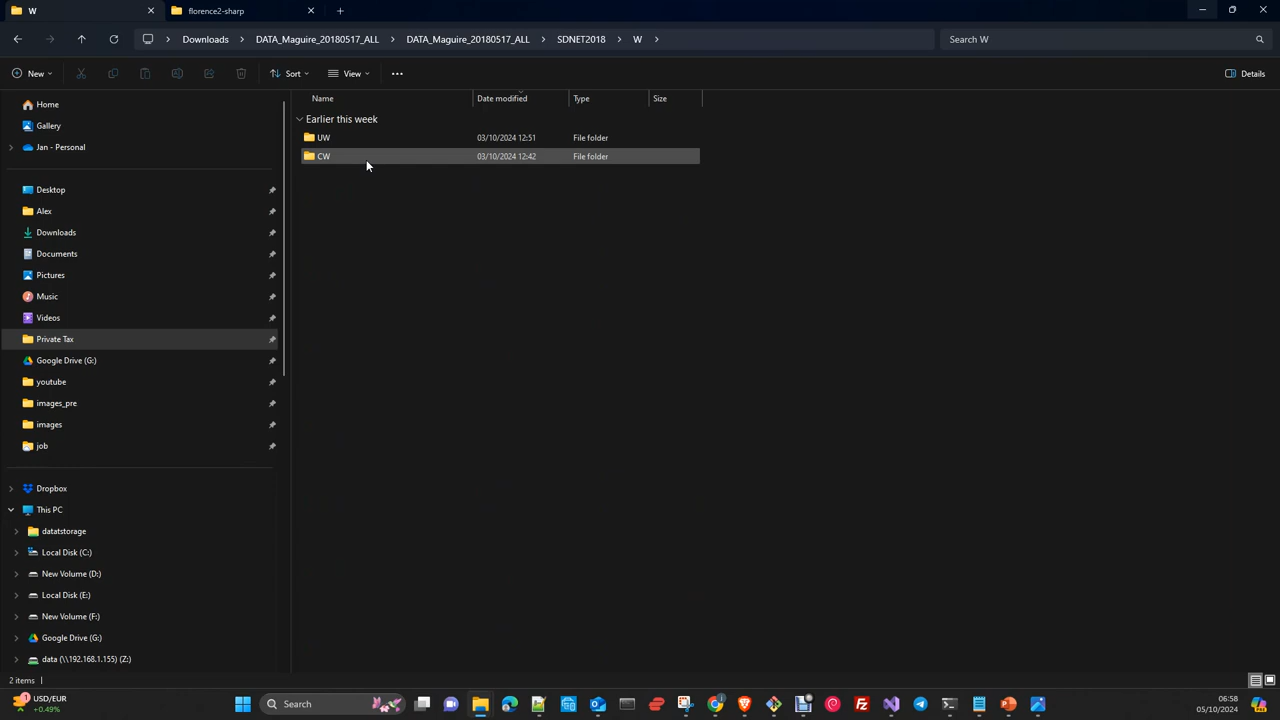 W
florence2-sharp
Downloads
DATA_Maguire_20180517_ALL
DATA_Maguire_20180517_ALL
SDNET2018
W
Search W
New
Sort
View
Details
Name
Date modified
Type
Size
Earlier this week
UW
03/10/2024 12:51
File folder
CW
03/10/2024 12:42
File folder
Home
Gallery
Jan - Personal
Desktop
Alex
Downloads
Documents
Pictures
Music
Videos
Private Tax
Google Drive (G:)
youtube
images_pre
images
job
Dropbox
This PC
datatstorage
Local Disk (C:)
New Volume (D:)
Local Disk (E:)
New Volume (F:)
Google Drive (G:)
data (\\192.168.1.155) (Z:)
2 items
1
USD/EUR
+0.49%
Search
06:58
05/10/2024